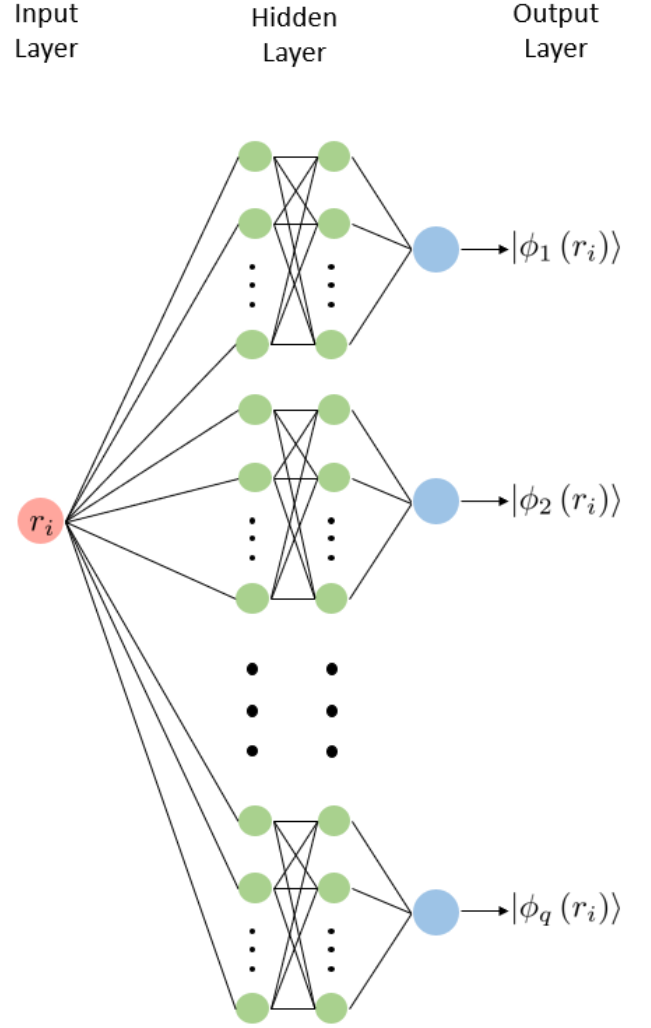 Input
Layer
Hidden
Layer
Output
Layer
|ϕ₁ (rᵢ)⟩
|ϕ₂ (rᵢ)⟩
rᵢ
|ϕ_q (rᵢ)⟩